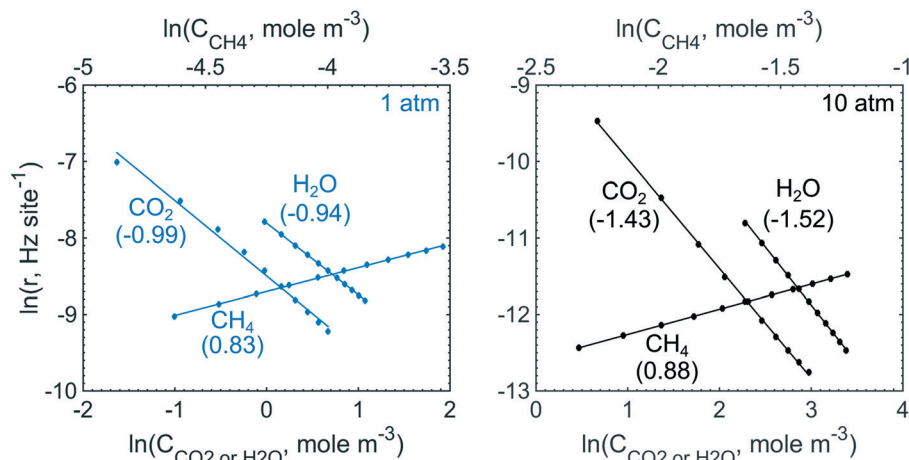 ln(C_CH4, mole m^-3)
-5 -4.5 -4 -3.5
-6
-7
-8
-9
-10
ln(r, Hz site^-1)
1 atm
CO2
(-0.99)
H2O
(-0.94)
CH4
(0.83)
-2 -1 0 1 2
ln(C_CO2 or H2O, mole m^-3)
ln(C_CH4, mole m^-3)
-2.5 -2 -1.5 -1
-9
-10
-11
-12
-13
10 atm
CO2
(-1.43)
H2O
(-1.52)
CH4
(0.88)
0 1 2 3 4
ln(C_CO2 or H2O, mole m^-3)